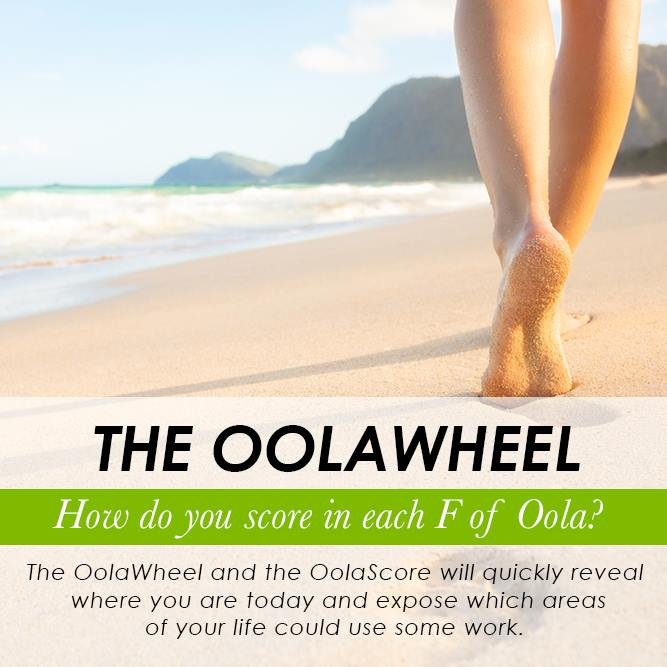 THE OOLAWHEEL
How do you score in each F of Oola?
The OolaWheel and the OolaScore will quickly reveal
where you are today and expose which areas
of your life could use some work.